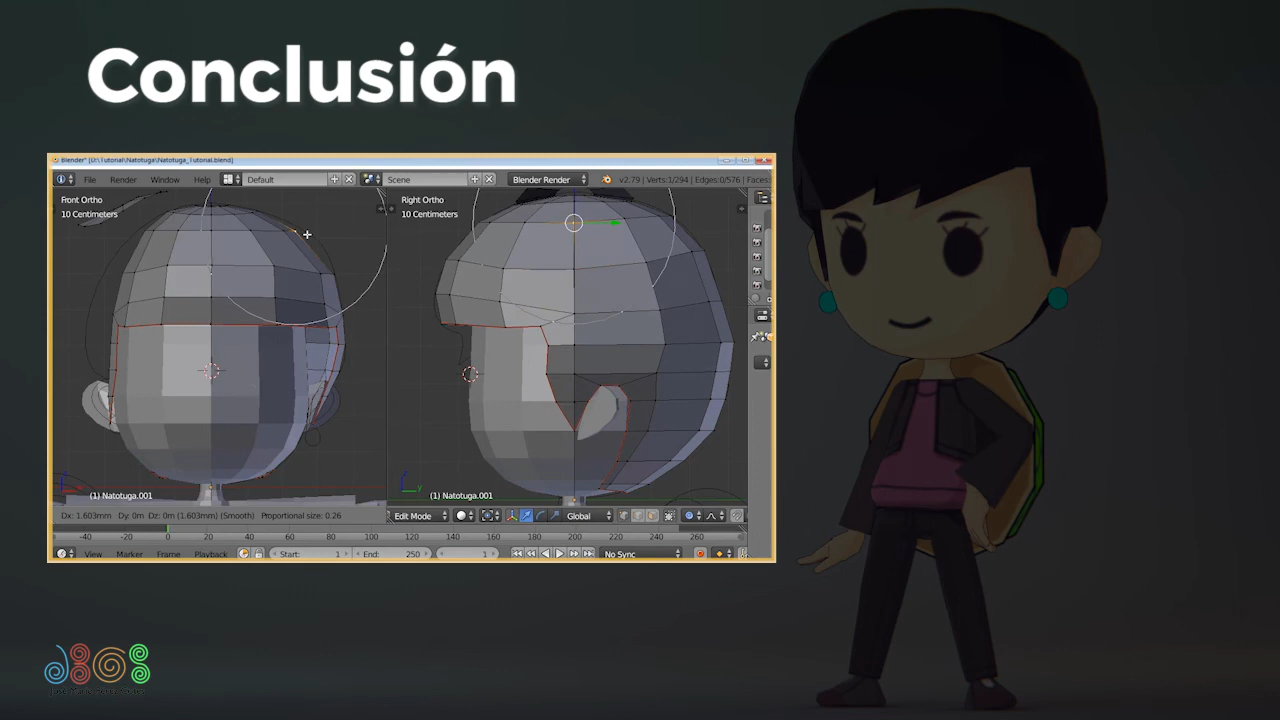 Conclusión
Blender* [D:\Tutorial\Natotuga\Natotuga_Tutorial.blend]
File Render Window Help Default Scene Blender Render v2.79 | Verts:1/294 | Edges:0/576 | Faces:
Front Ortho
10 Centimeters
Right Ortho
10 Centimeters
(1) Natotuga.001
(1) Natotuga.001
Dx: 1.603mm Dy: 0m Dz: 0m (1.603mm) (Smooth) Proportional size: 0.26
Edit Mode Global
-40 -20 0 20 40 60 80 100 120 140 160 180 200 220 240 260
View Marker Frame Playback Start: 1 End: 250 1 No Sync